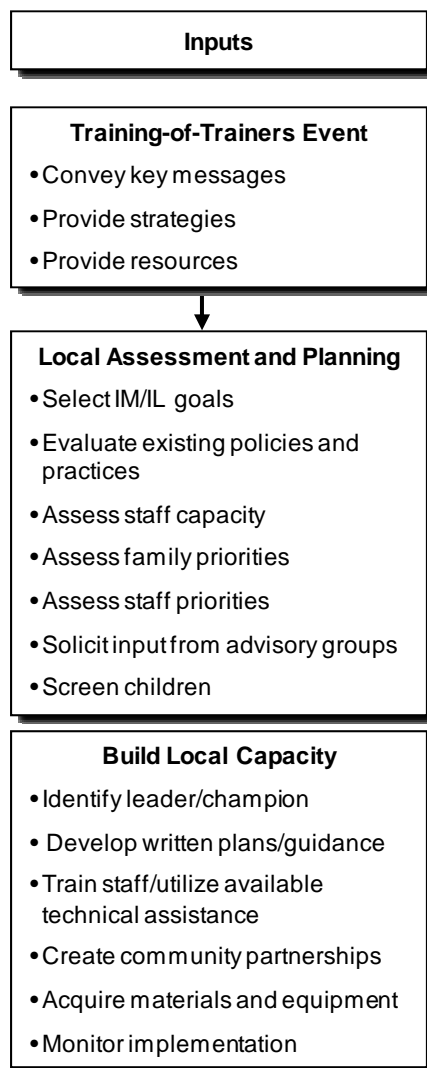 Inputs
Training-of-Trainers Event
•Convey key messages
•Provide strategies
•Provide resources
Local Assessment and Planning
•Select IM/IL goals
•Evaluate existing policies and
practices
•Assess staff capacity
•Assess family priorities
•Assess staff priorities
•Solicit input from advisory groups
•Screen children
Build Local Capacity
•Identify leader/champion
• Develop written plans/guidance
•Train staff/utilize available
technical assistance
•Create community partnerships
•Acquire materials and equipment
•Monitor implementation